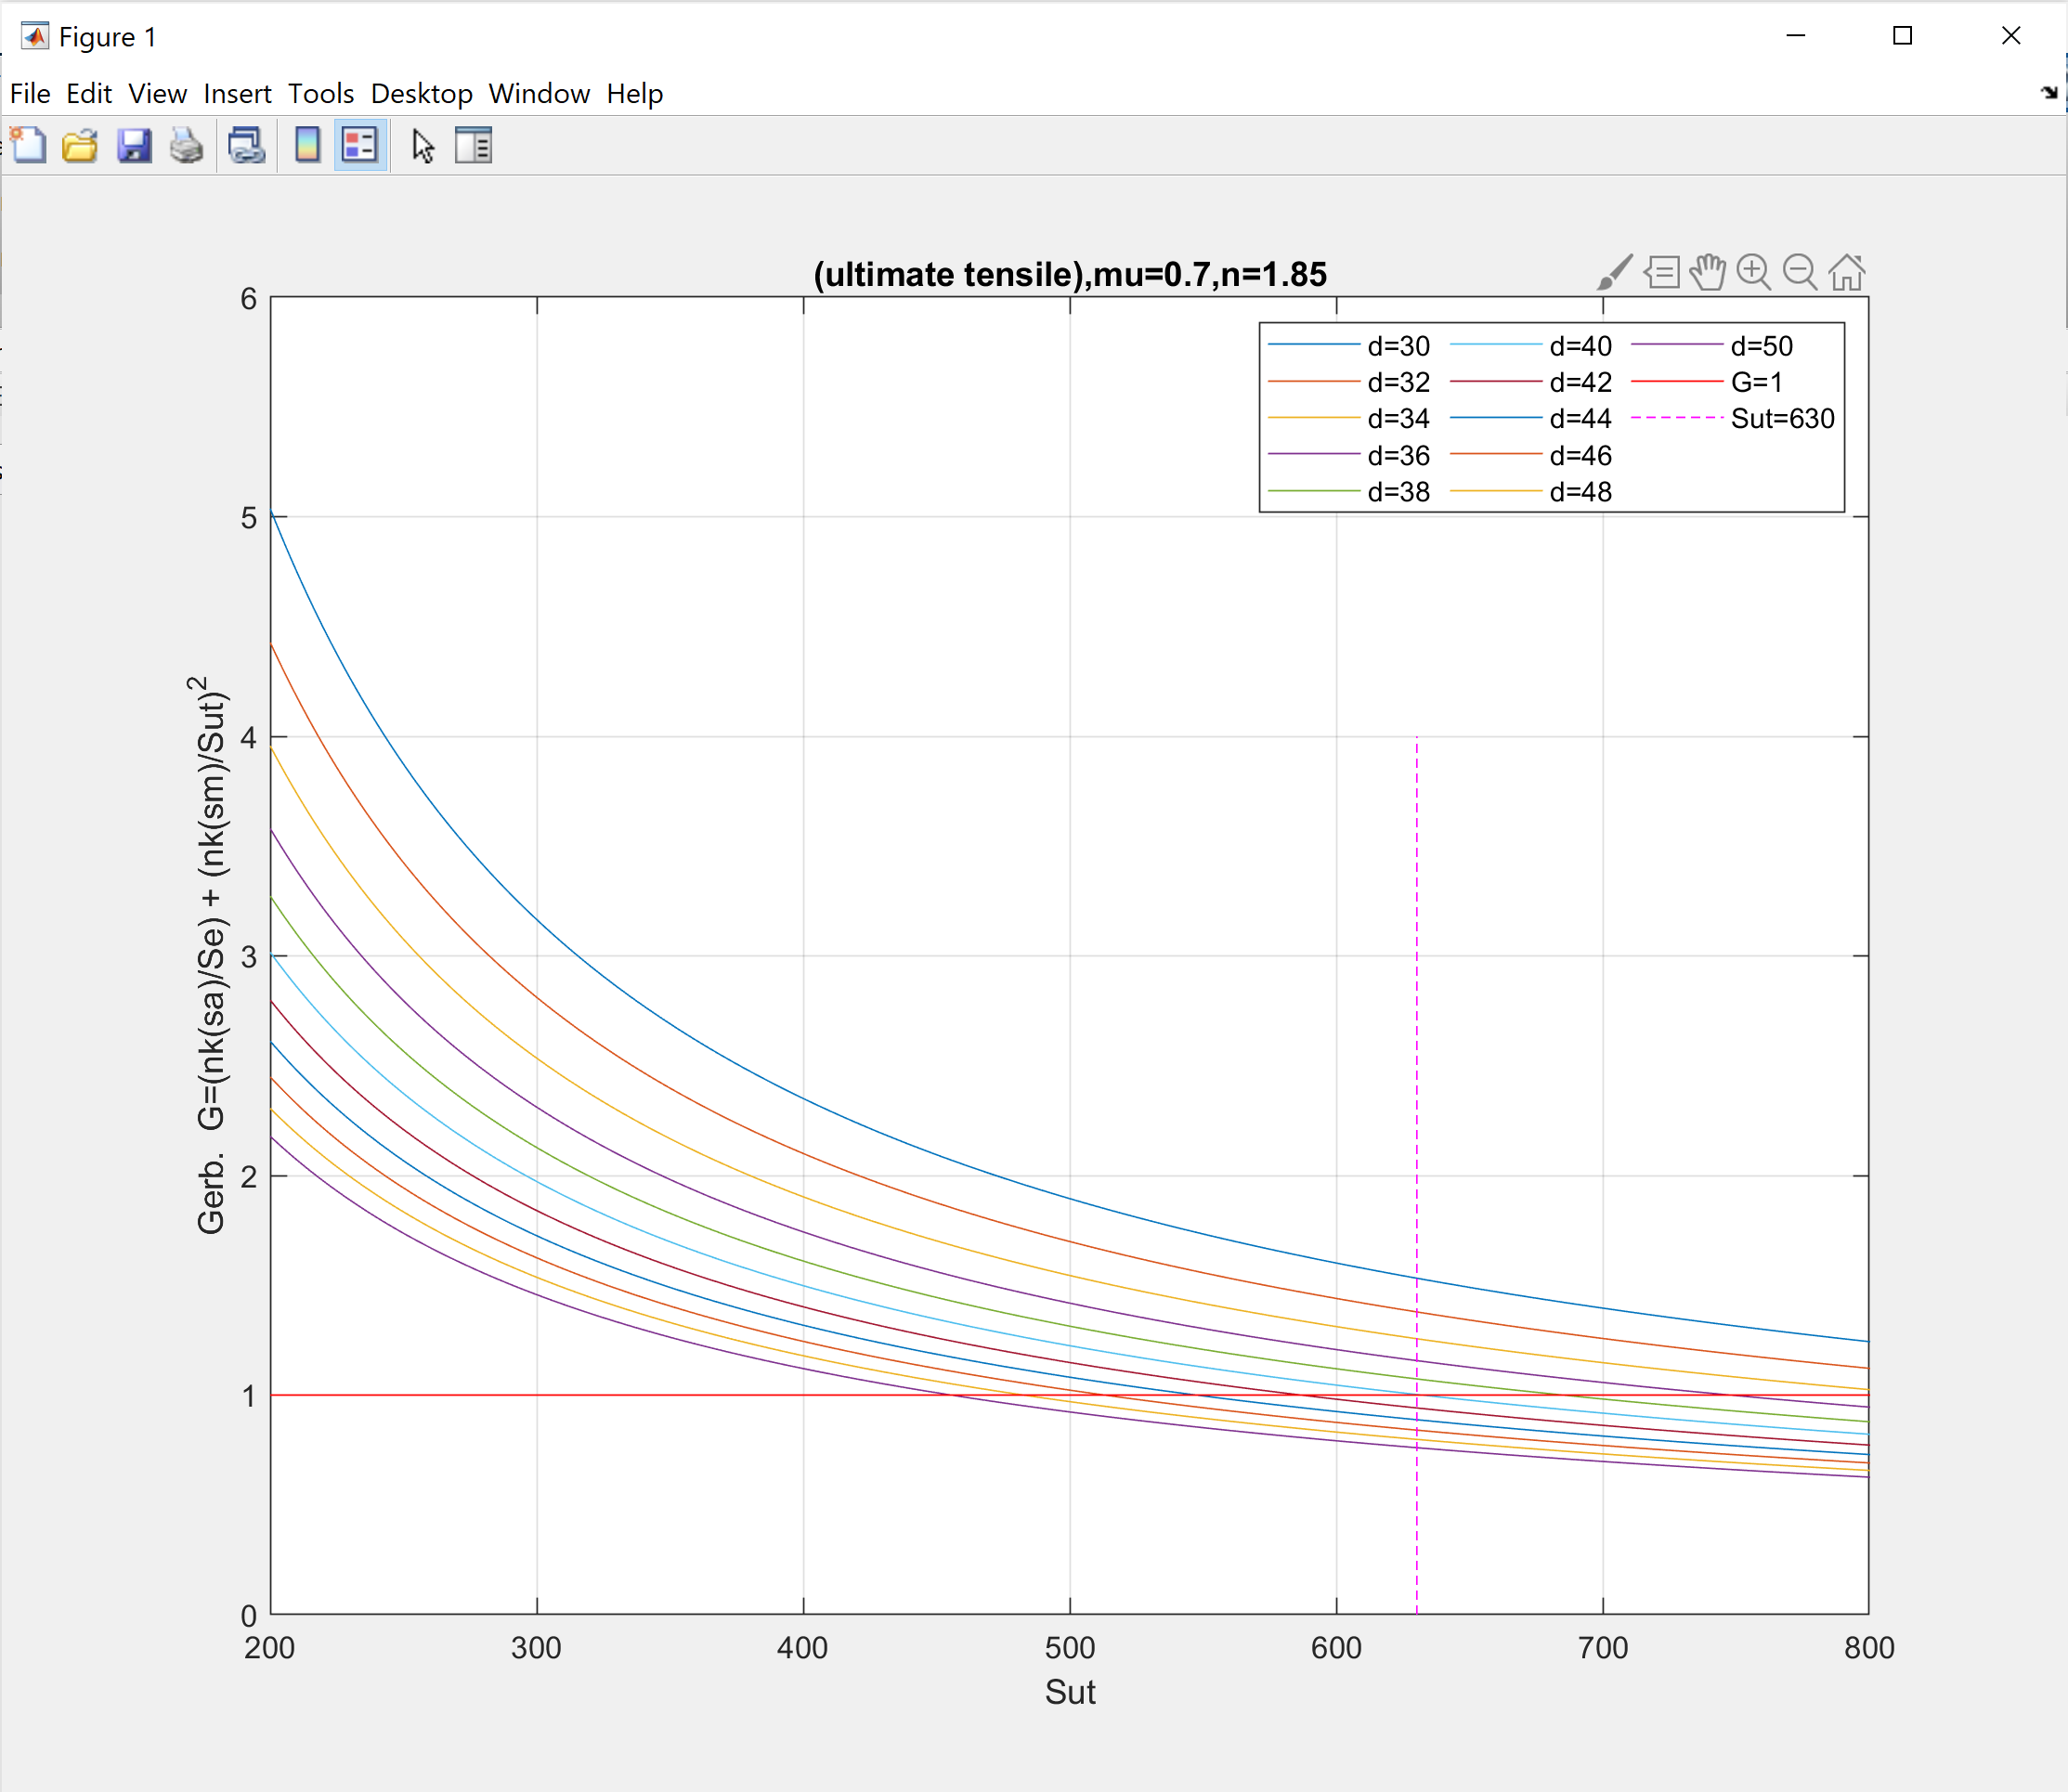 Figure 1
File Edit View Insert Tools Desktop Window Help
(ultimate tensile),mu=0.7,n=1.85
d=30 d=40 d=50
d=32 d=42 G=1
d=34 d=44 Sut=630
d=36 d=46
d=38 d=48
Gerb. G=(nk(sa)/Se) + (nk(sm)/Sut)²
6
5
4
3
2
1
0
200 300 400 500 600 700 800
Sut